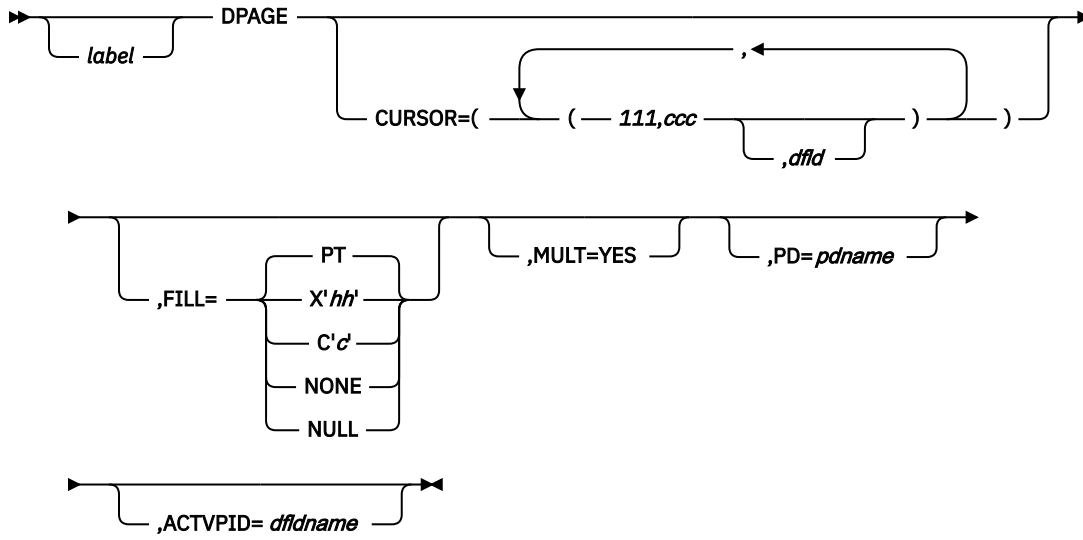 DPAGE
label
,
CURSOR=( ( 111,ccc ) )
,dfld
PT
,MULT=YES
,PD= pdname
,FILL= X'hh'
C'c'
NONE
NULL
,ACTVPID= dfldname